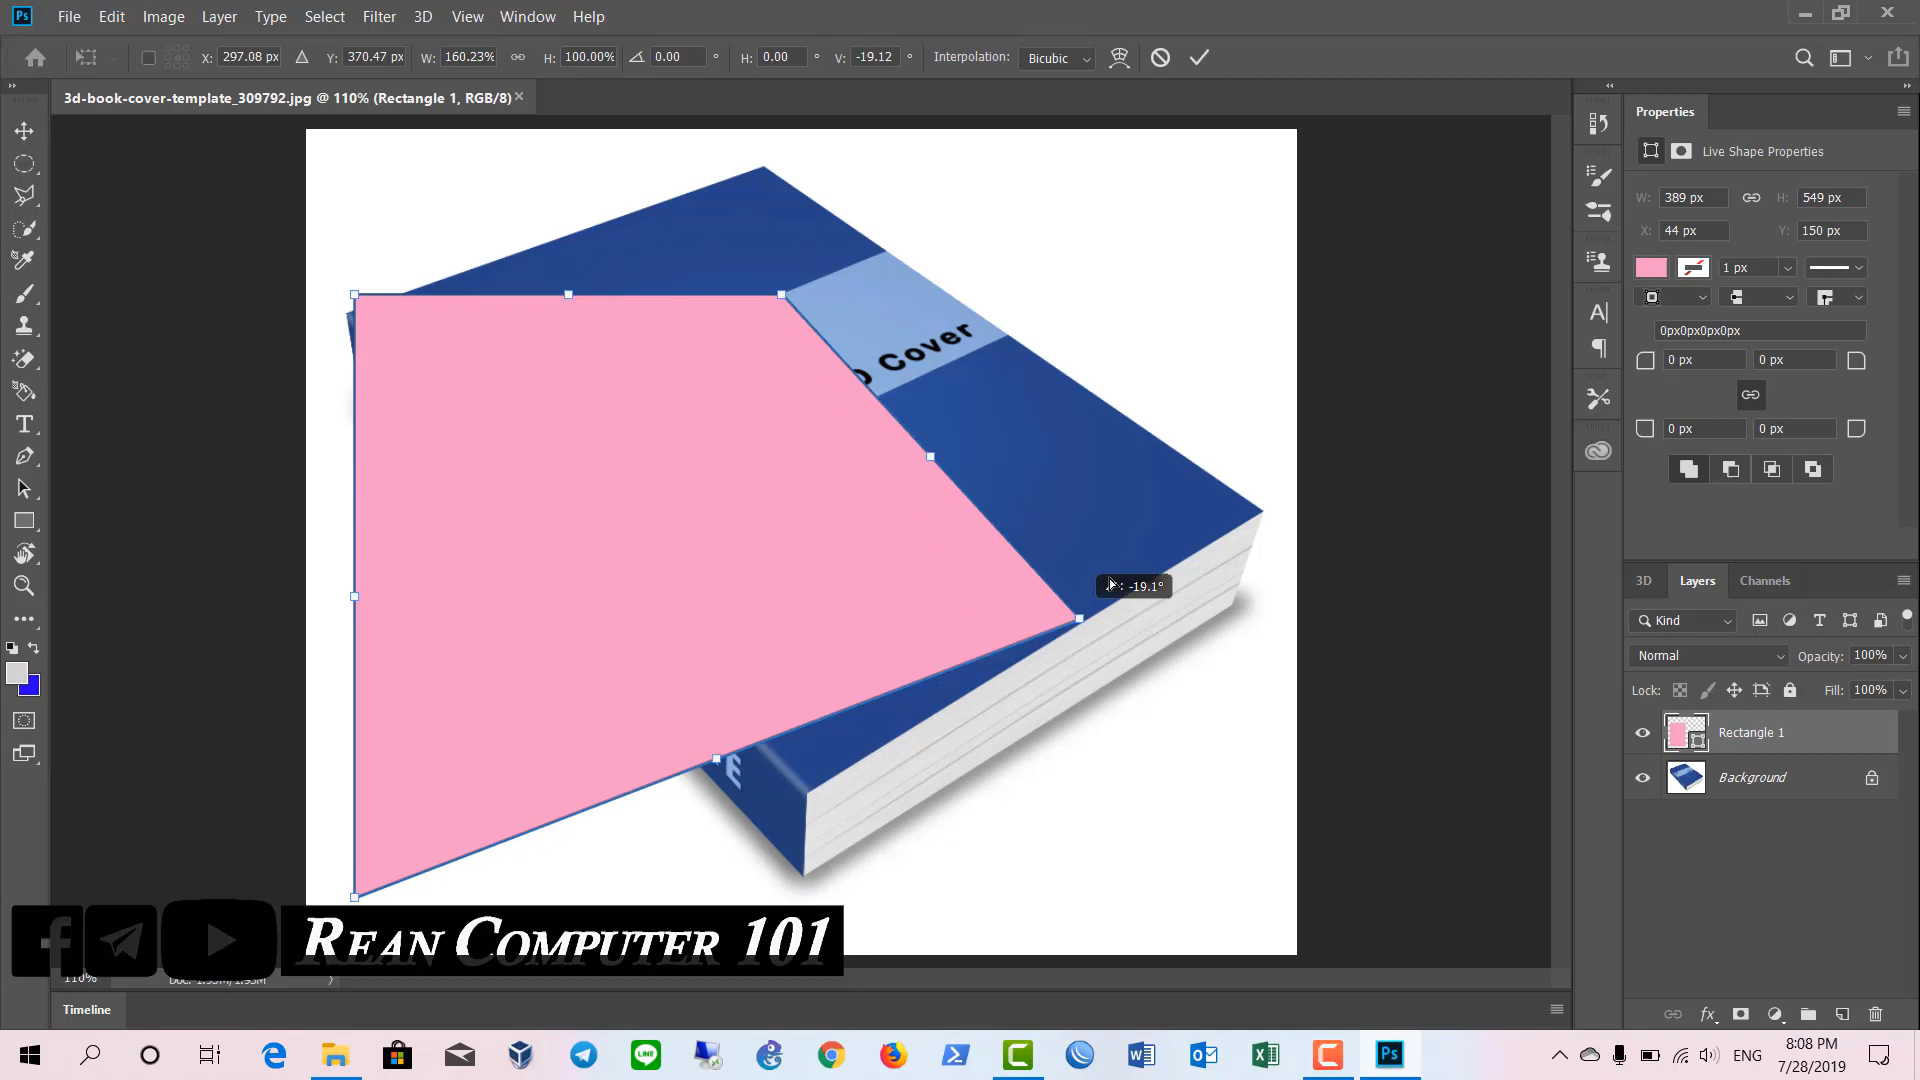 Ps File Edit Image Layer Type Select Filter 3D View Window Help
X: 297.08 px Y: 370.47 px W: 160.23% H: 100.00% 0.00 ° H: 0.00 ° V: -19.12 ° Interpolation: Bicubic
3d-book-cover-template_309792.jpg @ 110% (Rectangle 1, RGB/8)
Properties
Live Shape Properties
W: 389 px H: 549 px
X: 44 px Y: 150 px
1 px
0px0px0px0px
0 px 0 px
0 px 0 px
Cover
: -19.1°
E
3D Layers Channels
Kind
Normal Opacity: 100%
Lock: Fill: 100%
Rectangle 1
Background
REAN COMPUTER 101
110%
Timeline
LINE
ENG
8:08 PM
7/28/2019